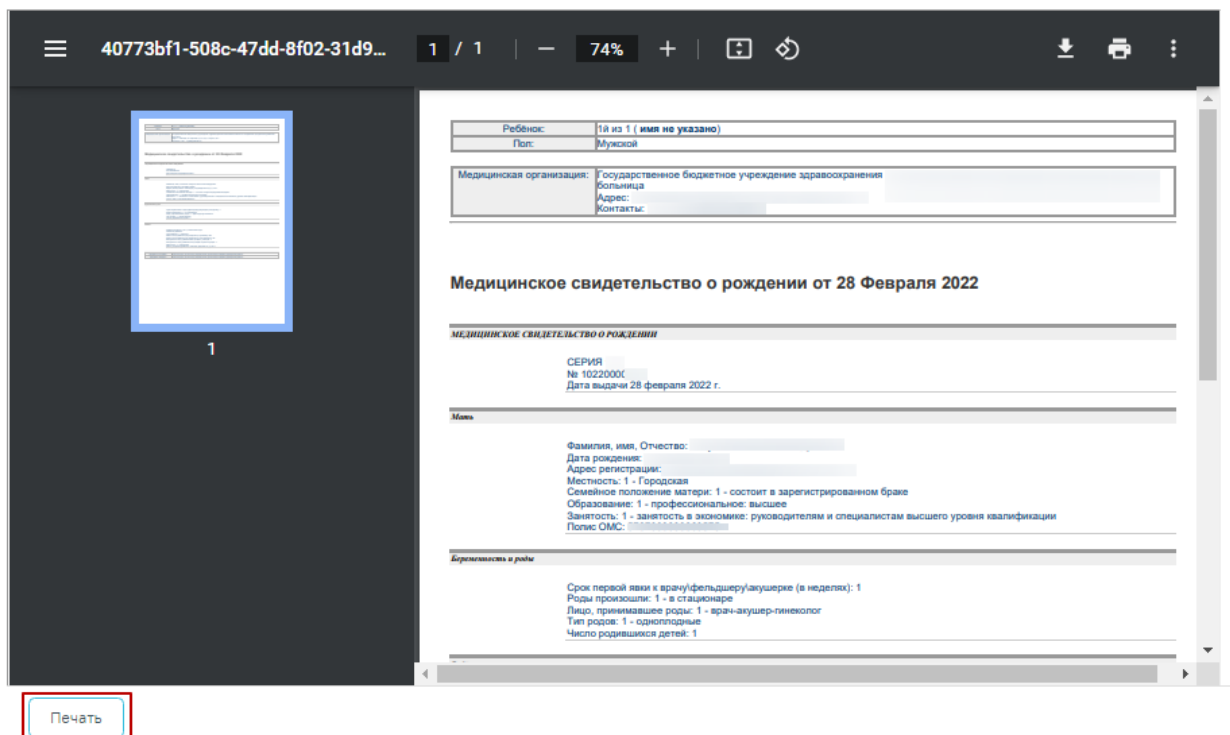 40773bf1-508c-47dd-8f02-31d9...
1 / 1
74%
1
Ребёнок: 1й из 1 ( имя не указано)
Пол: Мужской
Медицинская организация: Государственное бюджетное учреждение здравоохранения
больница
Адрес:
Контакты:
Медицинское свидетельство о рождении от 28 Февраля 2022
МЕДИЦИНСКОЕ СВИДЕТЕЛЬСТВО О РОЖДЕНИИ
СЕРИЯ
№ 10220000
Дата выдачи 28 февраля 2022 г.
Мать
Фамилия, имя, Отчество:
Дата рождения:
Адрес регистрации:
Местность: 1 - Городская
Семейное положение матери: 1 - состоит в зарегистрированном браке
Образование: 1 - профессиональное: высшее
Занятость: 1 - занятость в экономике: руководителям и специалистам высшего уровня квалификации
Полис ОМС:
Беременность и роды
Срок первой явки к врачу\фельдшеру\акушерке (в неделях): 1
Роды произошли: 1 - в стационаре
Лицо, принимавшее роды: 1 - врач-акушер-гинеколог
Тип родов: 1 - одноплодные
Число родившихся детей: 1
Печать